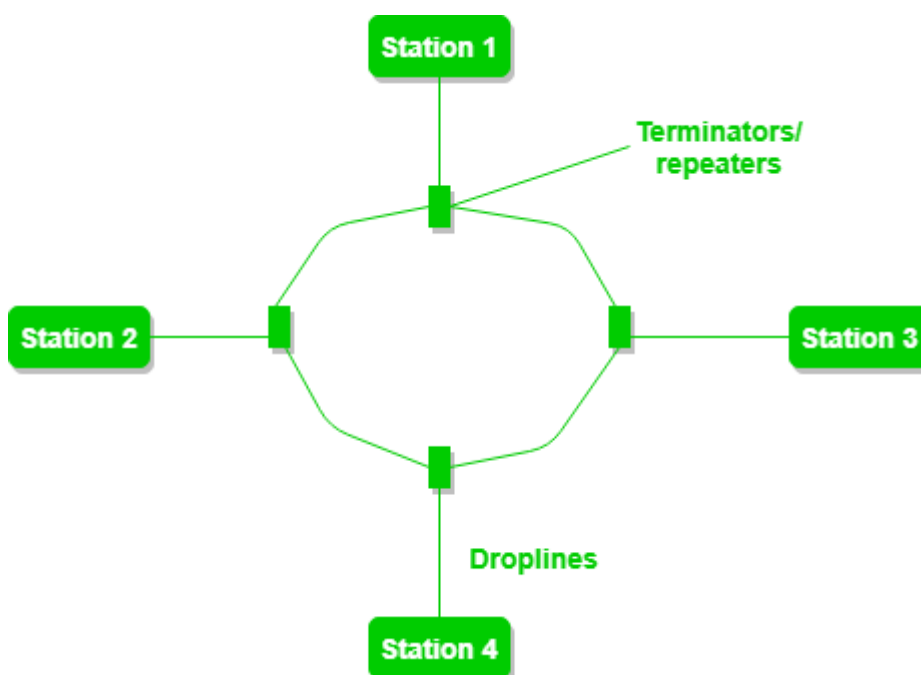 Station 1
Terminators/
repeaters
Station 2
Station 3
Droplines
Station 4